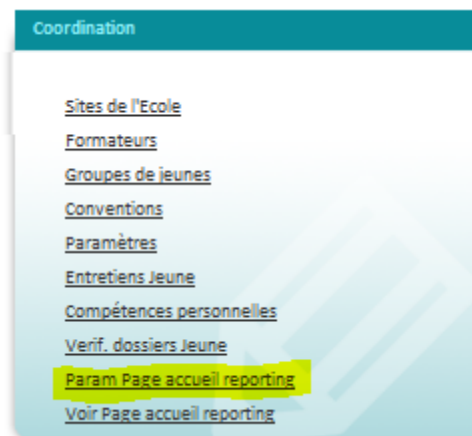 Coordination
Sites de l'Ecole
Formateurs
Groupes de jeunes
Conventions
Paramètres
Entretiens Jeune
Compétences personnelles
Verif. dossiers Jeune
Param Page accueil reporting
Voir Page accueil reporting